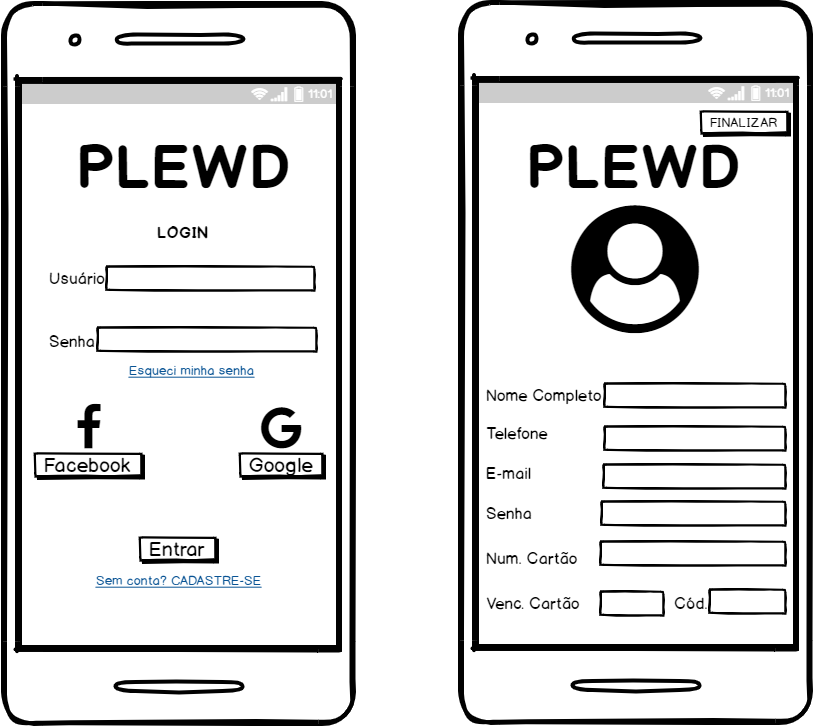 11:01
PLEWD
LOGIN
Usuário
Senha
Esqueci minha senha
Facebook
Google
Entrar
Sem conta? CADASTRE-SE
11:01
FINALIZAR
PLEWD
Nome Completo
Telefone
E-mail
Senha
Num. Cartão
Venc. Cartão Cód.